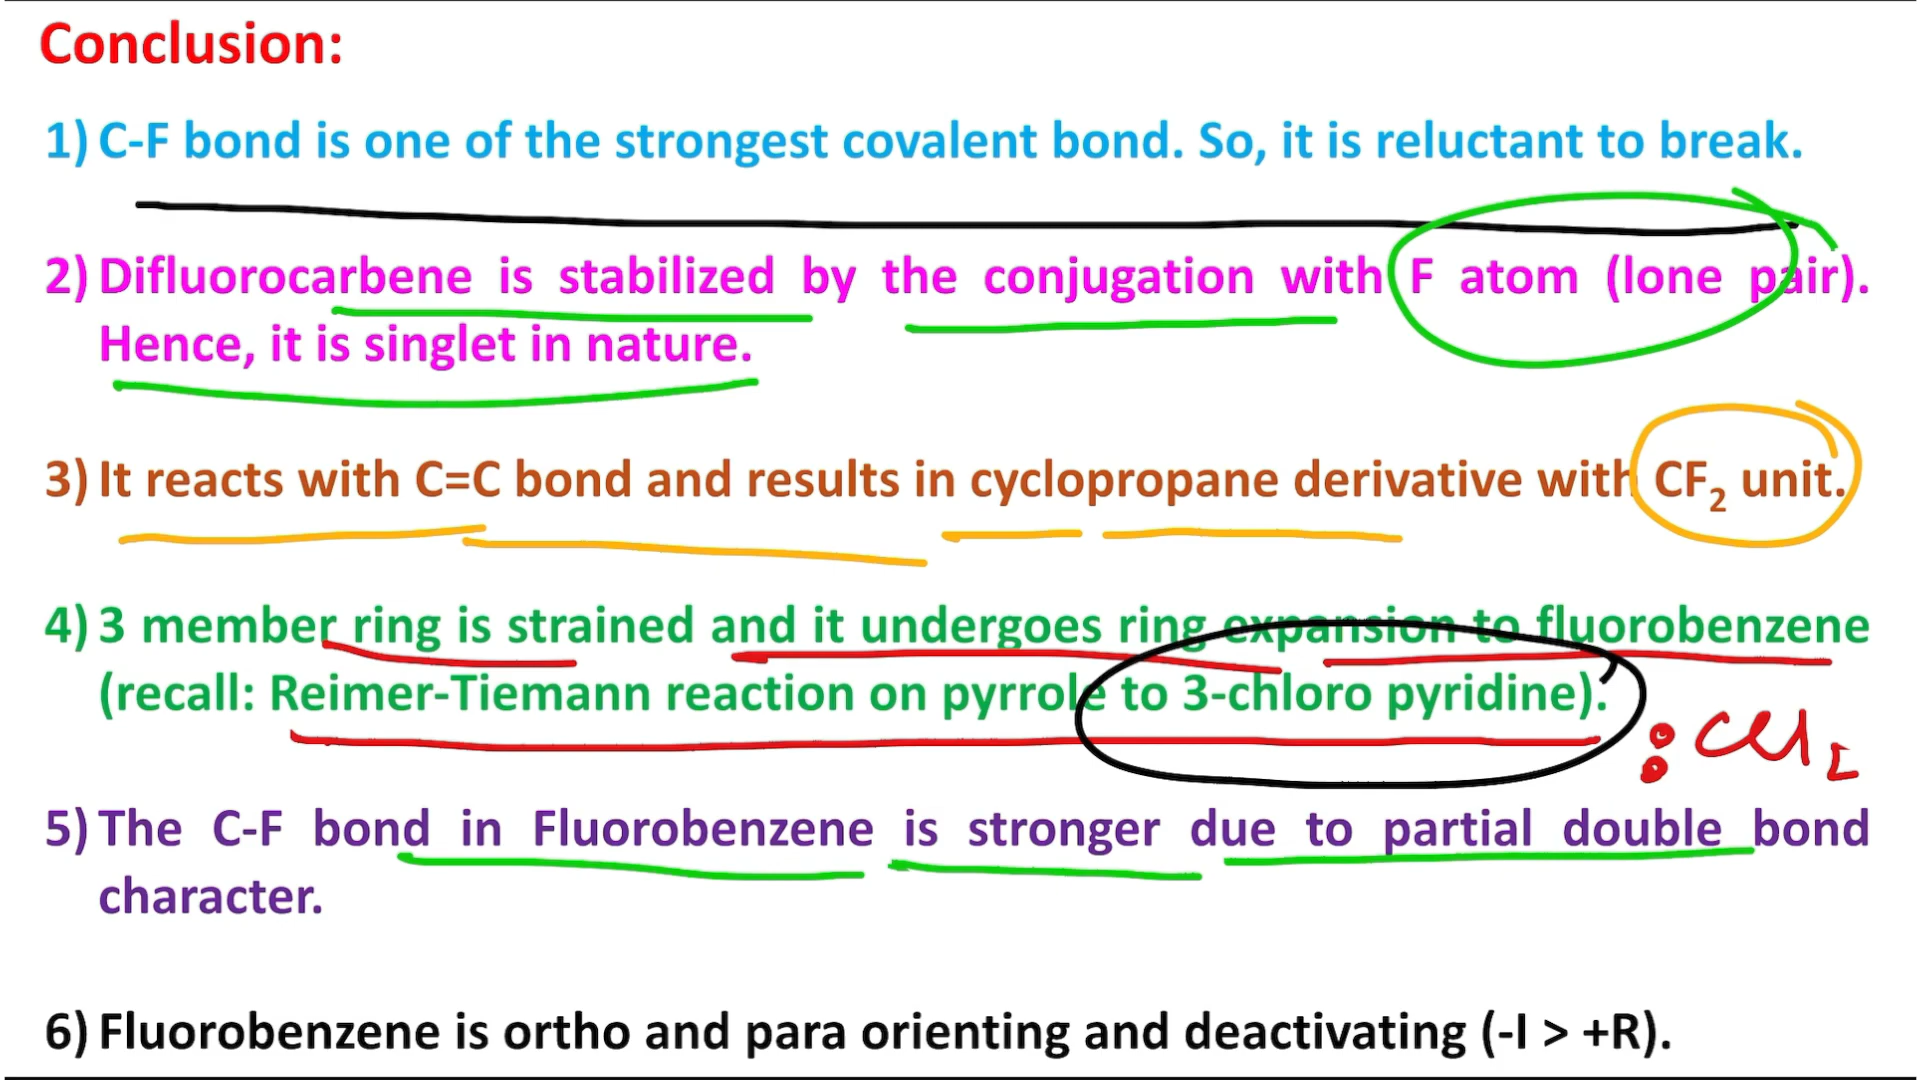 Conclusion:
1) C-F bond is one of the strongest covalent bond. So, it is reluctant to break.
2) Difluorocarbene is stabilized by the conjugation with F atom (lone pair).
Hence, it is singlet in nature.
3) It reacts with C=C bond and results in cyclopropane derivative with CF₂ unit.
4) 3 member ring is strained and it undergoes ring expansion to fluorobenzene
(recall: Reimer-Tiemann reaction on pyrrole to 3-chloro pyridine).
:CCl₂
5) The C-F bond in Fluorobenzene is stronger due to partial double bond
character.
6) Fluorobenzene is ortho and para orienting and deactivating (-I > +R).